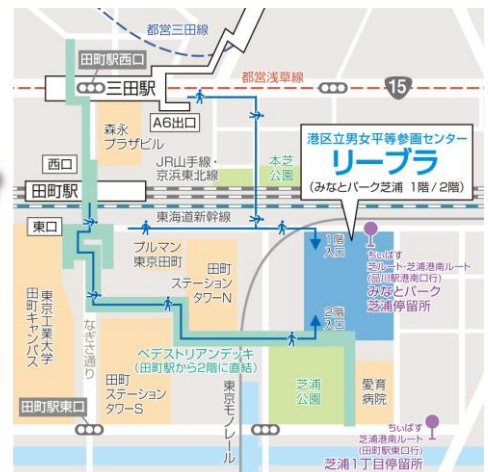 都営三田線
田町駅西口
三田駅
都営浅草線
15
A6出口
森永
プラザビル
西口
JR山手線・
京浜東北線
本芝
公園
港区立男女平等参画センター
リーブラ
(みなとパーク芝浦 1階/2階)
田町駅
東海道新幹線
東口
プルマン
東京田町
田町
ステーション
タワーN
1階
入口
2階
入口
ちぃばす
芝ルート・芝浦港南ルート
(品川駅港南口行)
みなとパーク
芝浦停留所
東京工業大学
田町キャンパス
なぎさ通り
ペデストリアンデッキ
(田町駅から2階に直結)
田町
ステーション
タワーS
東京モノレール
芝浦
公園
愛育
病院
田町駅東口
ちぃばす
芝浦港南ルート
(田町駅東口行)
芝浦1丁目停留所